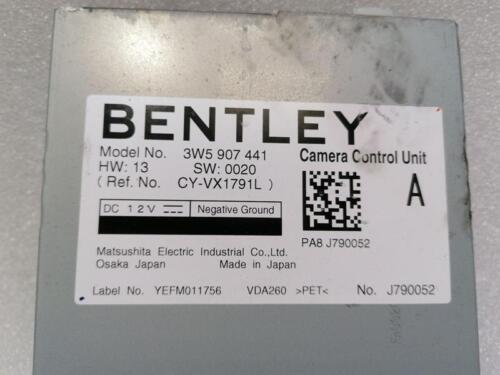 BENTLEY
Model No. 3W5 907 441
HW: 13 SW: 0020
( Ref. No. CY-VX1791L )
Camera Control Unit
A
PA8 J790052
DC 12V Negative Ground
Matsushita Electric Industrial Co.,Ltd.
Osaka Japan Made in Japan
Label No. YEFM011756 VDA260 >PET< No. J790052